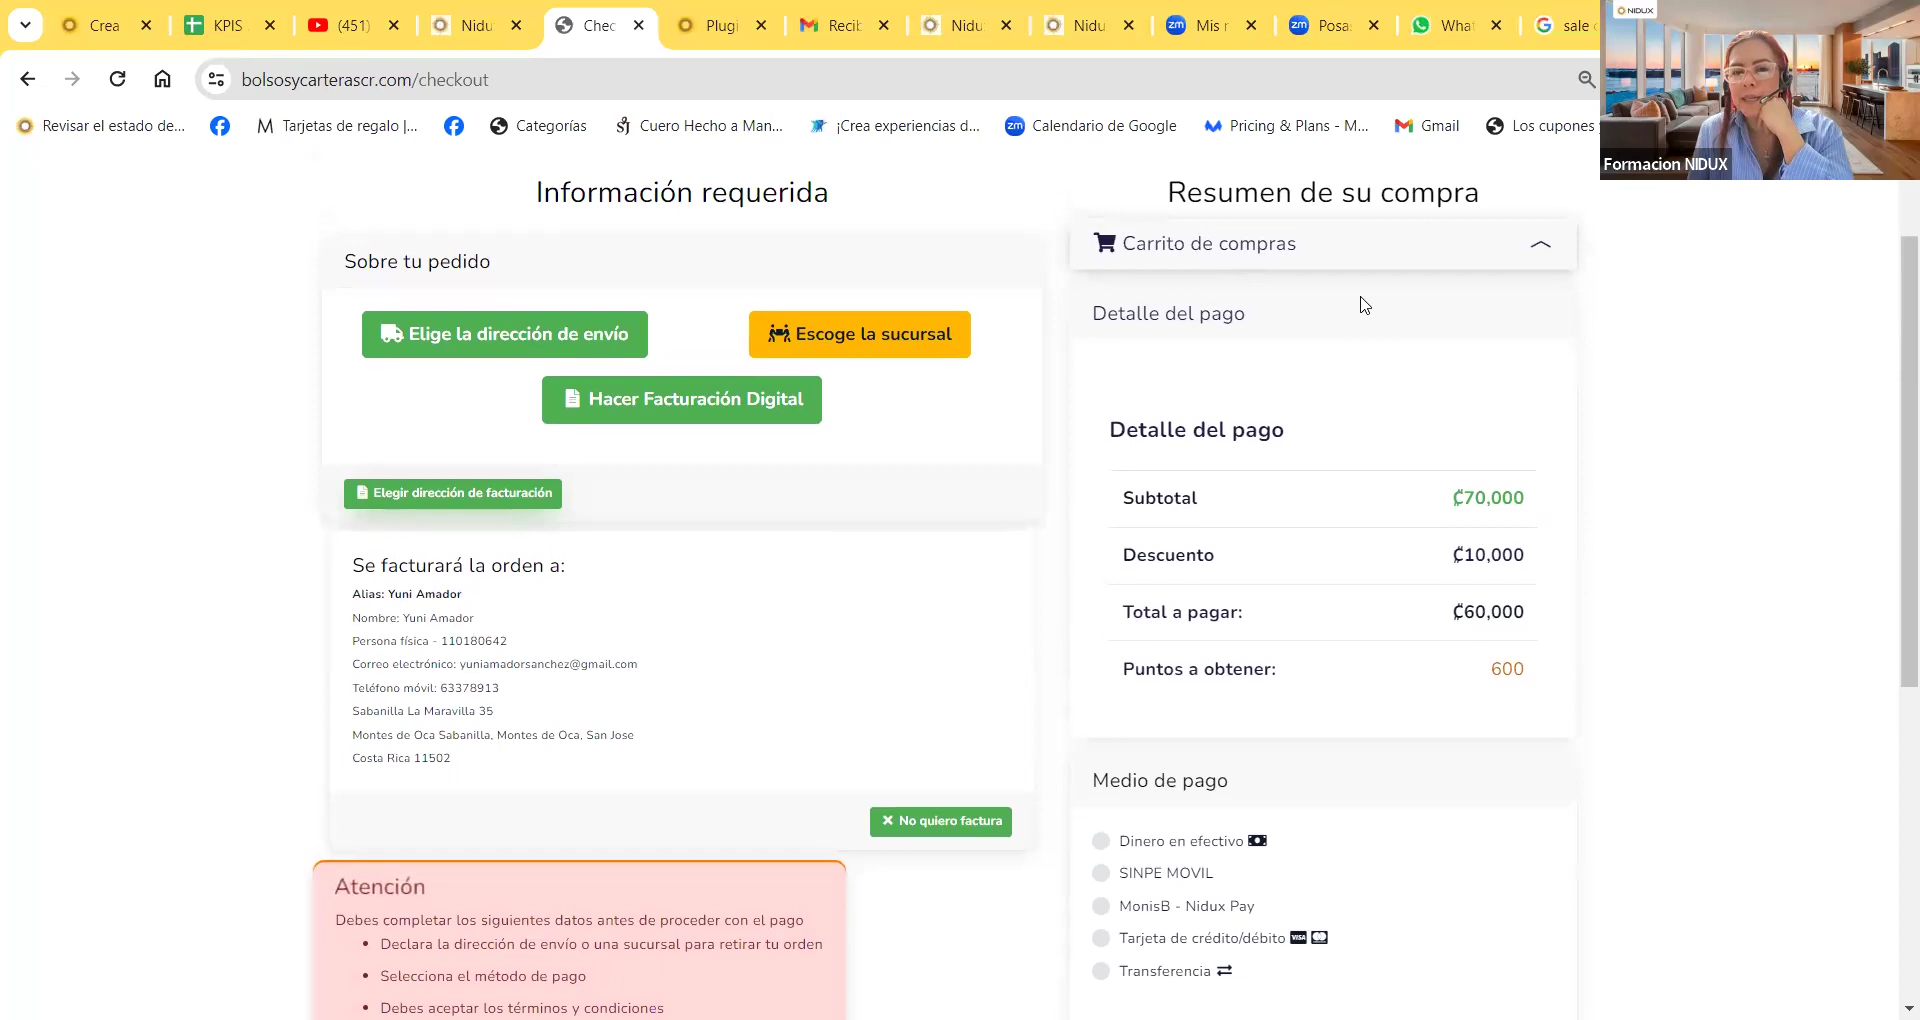 Crea
KPIS
(451)
Nidu
Chec
Plugi
Recib
Nidu
Nidu
Mis r
Posa
What
sale
bolsosycarterascr.com/checkout
Revisar el estado de...
Tarjetas de regalo |...
Categorías
Cuero Hecho a Man...
¡Crea experiencias d...
Calendario de Google
Pricing & Plans - M...
Gmail
Los cupones
NIDUX
Formacion NIDUX
Información requerida
Sobre tu pedido
Elige la dirección de envío
Escoge la sucursal
Hacer Facturación Digital
Elegir dirección de facturación
Se facturará la orden a:
Alias: Yuni Amador
Nombre: Yuni Amador
Persona física - 110180642
Correo electrónico: yuniamadorsanchez@gmail.com
Teléfono móvil: 63378913
Sabanilla La Maravilla 35
Montes de Oca Sabanilla, Montes de Oca, San Jose
Costa Rica 11502
No quiero factura
Atención
Debes completar los siguientes datos antes de proceder con el pago
• Declara la dirección de envío o una sucursal para retirar tu orden
• Selecciona el método de pago
• Debes aceptar los términos y condiciones
Resumen de su compra
Carrito de compras
Detalle del pago
Detalle del pago
Subtotal ₡70,000
Descuento ₡10,000
Total a pagar: ₡60,000
Puntos a obtener: 600
Medio de pago
Dinero en efectivo
SINPE MOVIL
MonisB - Nidux Pay
Tarjeta de crédito/débito VISA
Transferencia